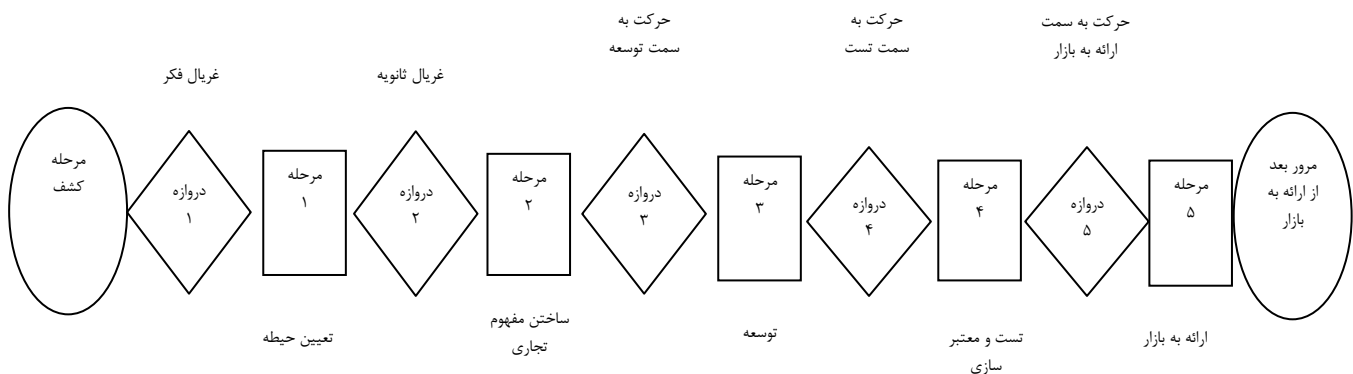 حرکت به
سمت توسعه
حرکت به
سمت تست
حرکت به سمت
ارائه به بازار
غربال فکر
غربال ثانویه
مرحله
کشف
دروازه
۱
مرحله
۱
دروازه
۲
مرحله
۲
دروازه
۳
مرحله
۳
دروازه
۴
مرحله
۴
دروازه
۵
مرحله
۵
مرور بعد
از ارائه به
بازار
تعیین حیطه
ساختن مفهوم
تجاری
توسعه
تست و معتبر
سازی
ارائه به بازار